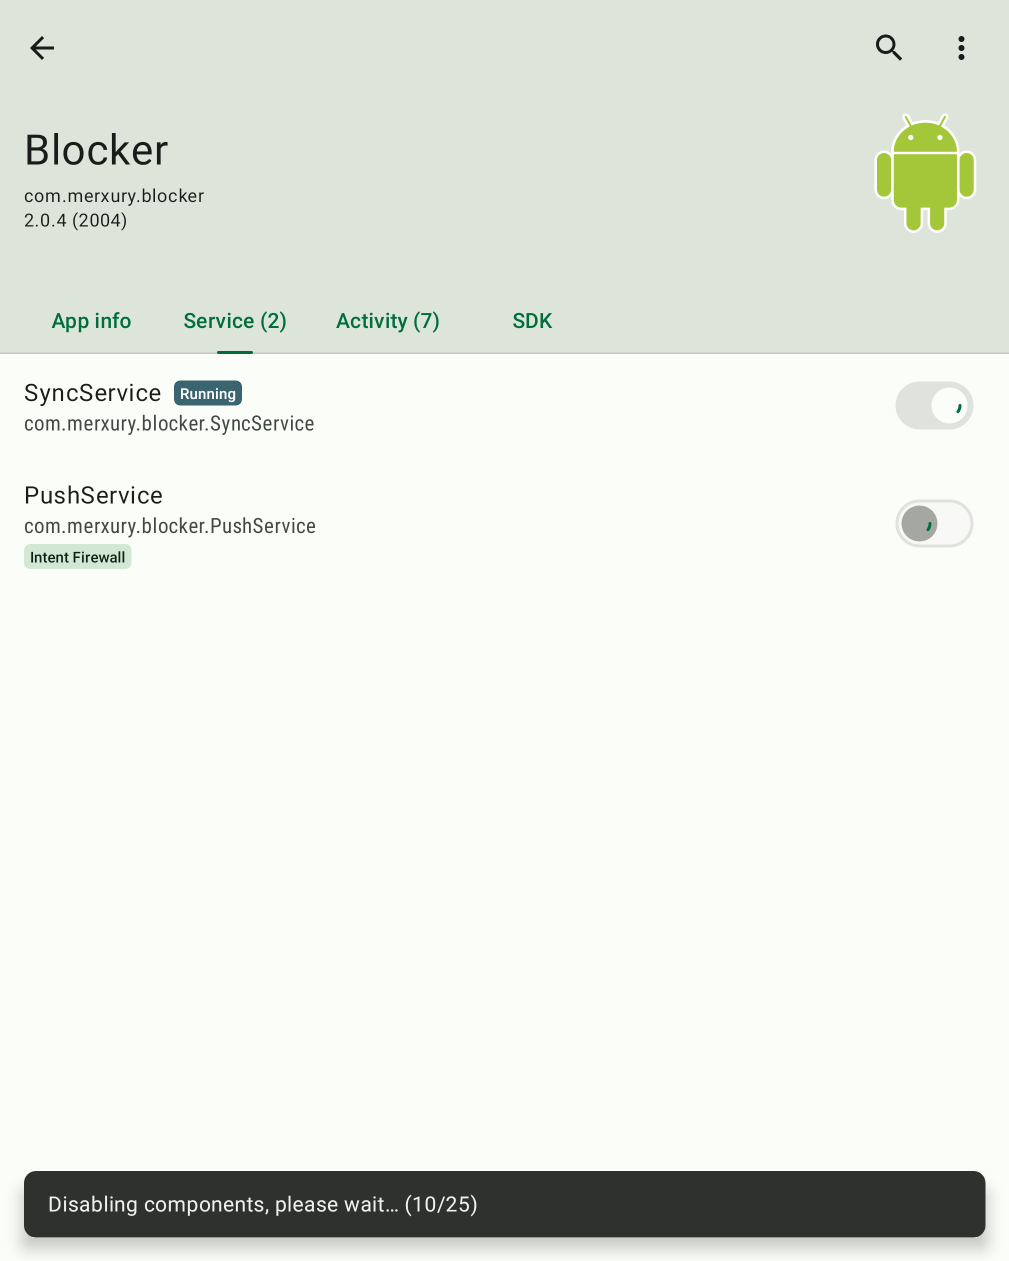 Blocker
com.merxury.blocker
2.0.4 (2004)
App info
Service (2)
Activity (7)
SDK
SyncService
Running
com.merxury.blocker.SyncService
PushService
com.merxury.blocker.PushService
Intent Firewall
Disabling components, please wait… (10/25)